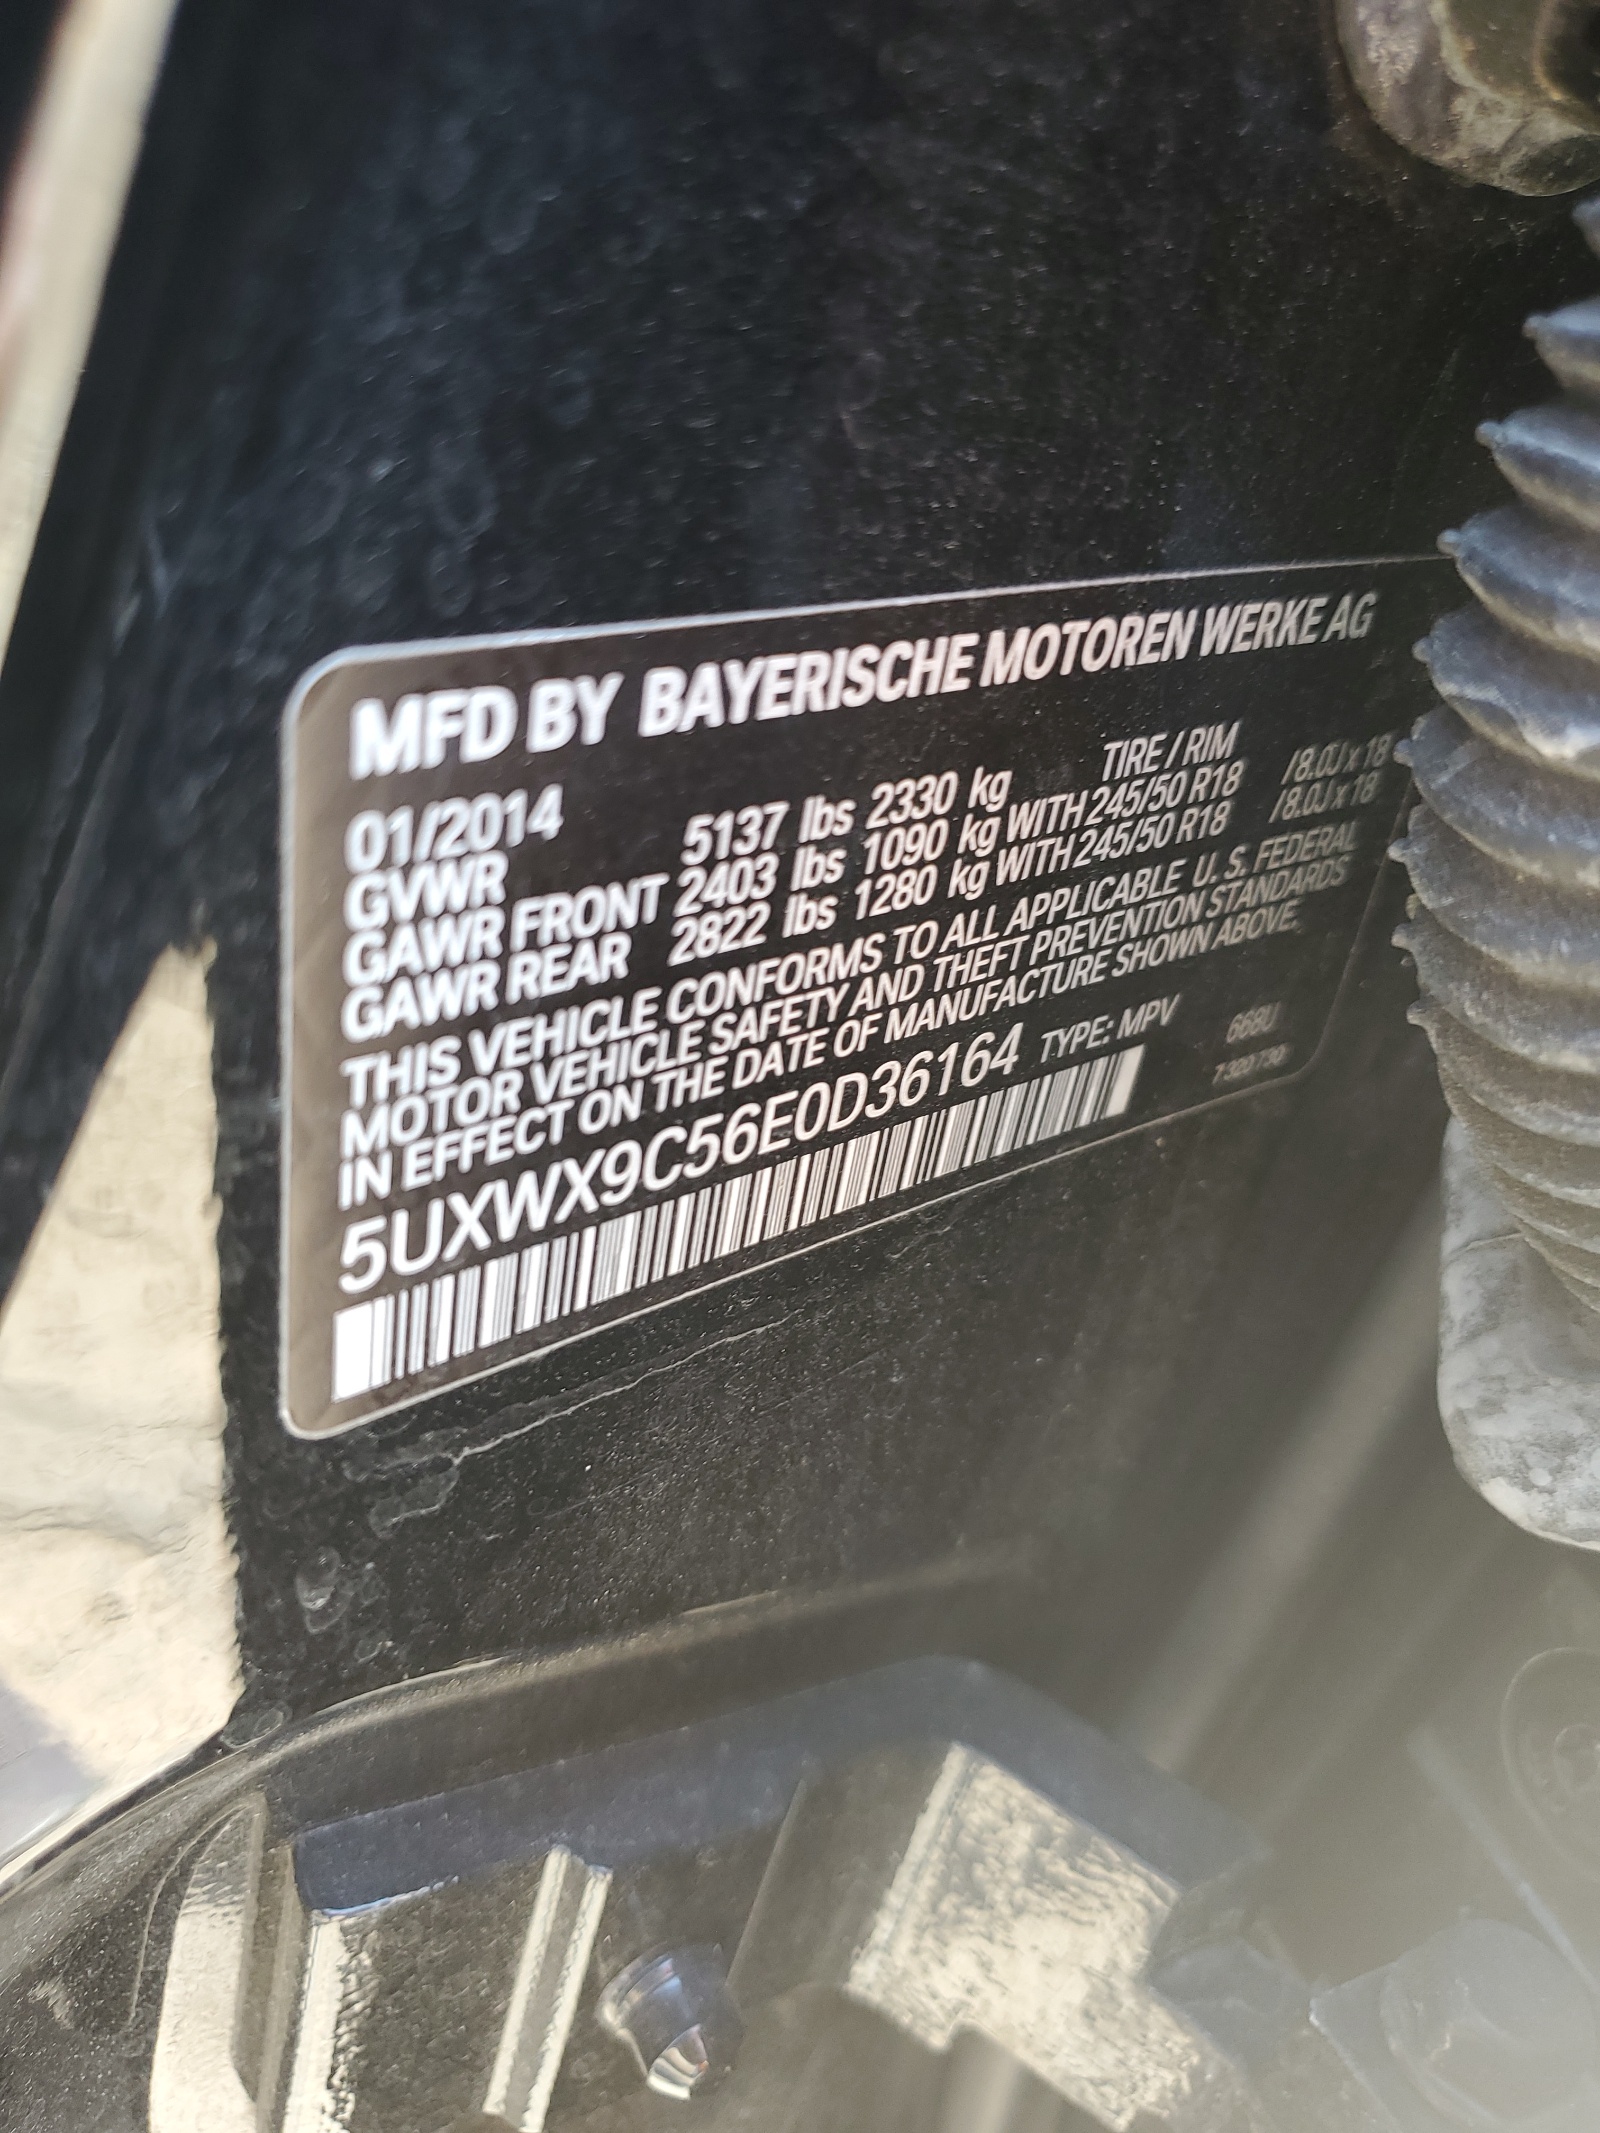 MFD BY BAYERISCHE MOTOREN WERKE AG
01/2014 TIRE / RIM
GVWR 5137 lbs 2330 kg
GAWR FRONT 2403 lbs 1090 kg WITH 245/50 R18 /8.0J x 18
GAWR REAR 2822 lbs 1280 kg WITH 245/50 R18 /8.0J x 18
THIS VEHICLE CONFORMS TO ALL APPLICABLE U. S. FEDERAL
MOTOR VEHICLE SAFETY AND THEFT PREVENTION STANDARDS
IN EFFECT ON THE DATE OF MANUFACTURE SHOWN ABOVE.
5UXWX9C56E0D36164 TYPE: MPV 668U
7300730